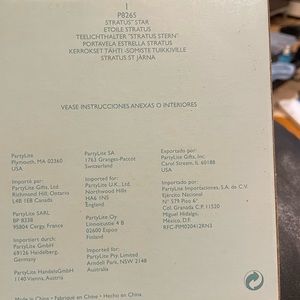 1
P8265
STRATUS™ STAR
ETOILE STRATUS
TEELICHTHALTER "STRATUS STERN"
PORTAVELA ESTRELLA STRATUS
KERROKSET TÄHTI -SOMISTE TUIKKIVILLE
STRATUS ST JÄRNA
VEASE INSTRUCCIONES ANEXAS O INTERIORES
PartyLite
Plymouth, MA 02360
USA
Importé par :
PartyLite Gifts, Ltd.
Richmond Hill, Ontario
L4B 1E8 Canada
PartyLite SARL
BP 8338
95804 Cergy, France
Importiert durch:
PartyLite GmbH
69126 Heidelberg,
Germany
PartyLite HandelsGmbH
1140 Vienna, Austria
PartyLite SA
1763 Granges-Paccot
Switzerland
Imported for:
PartyLite U.K., Ltd.
Northwood Hills
HA6 1NS
England
PartyLite Oy
Linnoitustie 4 B
02600 Espoo
Finland
Imported for:
PartyLite Pty. Limited
Arndell Park, NSW 2148
Australia
Exportado por:
PartyLite Gifts, Inc.
Carol Stream, IL 60188
USA
Importado por:
PartyLite Importaciones, S.A. de C.V.
Ejercito Nacional
N° 579 Piso 6°
Col. Granada C.P. 11520
Miguel Hidalgo,
México, D.F.
RFC-PIM020412RN3
Made in China • Fabriqué en Chine • Hecho en China